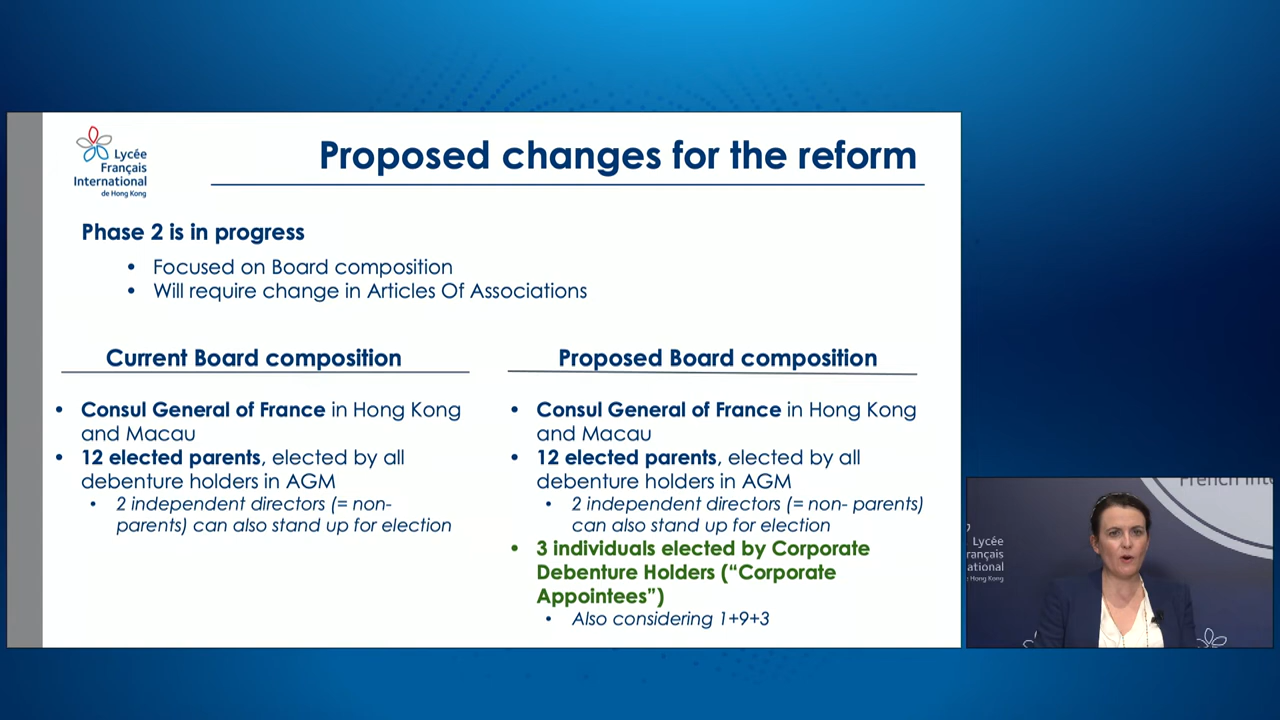 Lycée
Français
International
de Hong Kong
Proposed changes for the reform
Phase 2 is in progress
• Focused on Board composition
• Will require change in Articles Of Associations
Current Board composition
• Consul General of France in Hong Kong
and Macau
• 12 elected parents, elected by all
debenture holders in AGM
• 2 independent directors (= non-
parents) can also stand up for election
Proposed Board composition
• Consul General of France in Hong Kong
and Macau
• 12 elected parents, elected by all
debenture holders in AGM
• 2 independent directors (= non- parents)
can also stand up for election
• 3 individuals elected by Corporate
Debenture Holders (“Corporate
Appointees”)
• Also considering 1+9+3
French Inte
Lycée
rançais
ational
Hong Kong